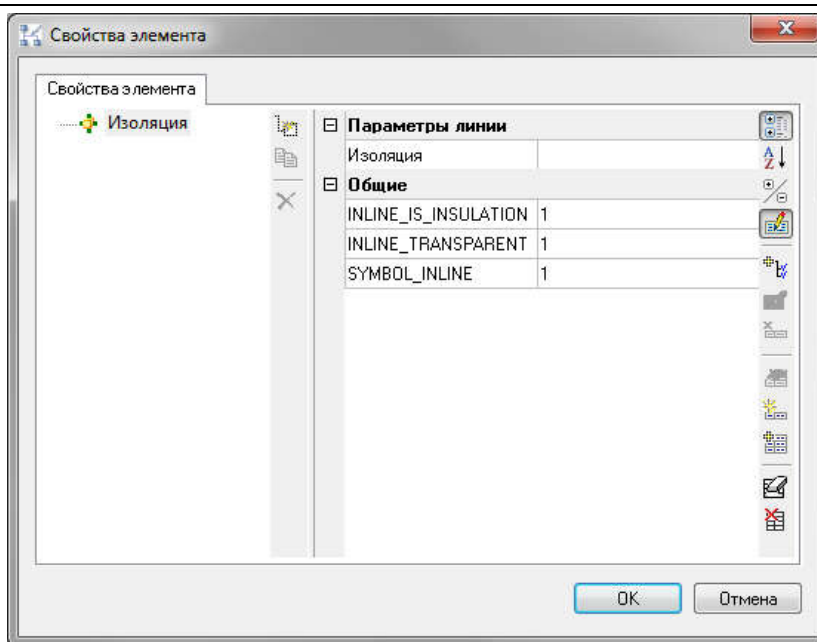 Свойства элемента
Свойства элемента
Изоляция
Параметры линии
Изоляция
Общие
INLINE_IS_INSULATION 1
INLINE_TRANSPARENT 1
SYMBOL_INLINE 1
OK Отмена